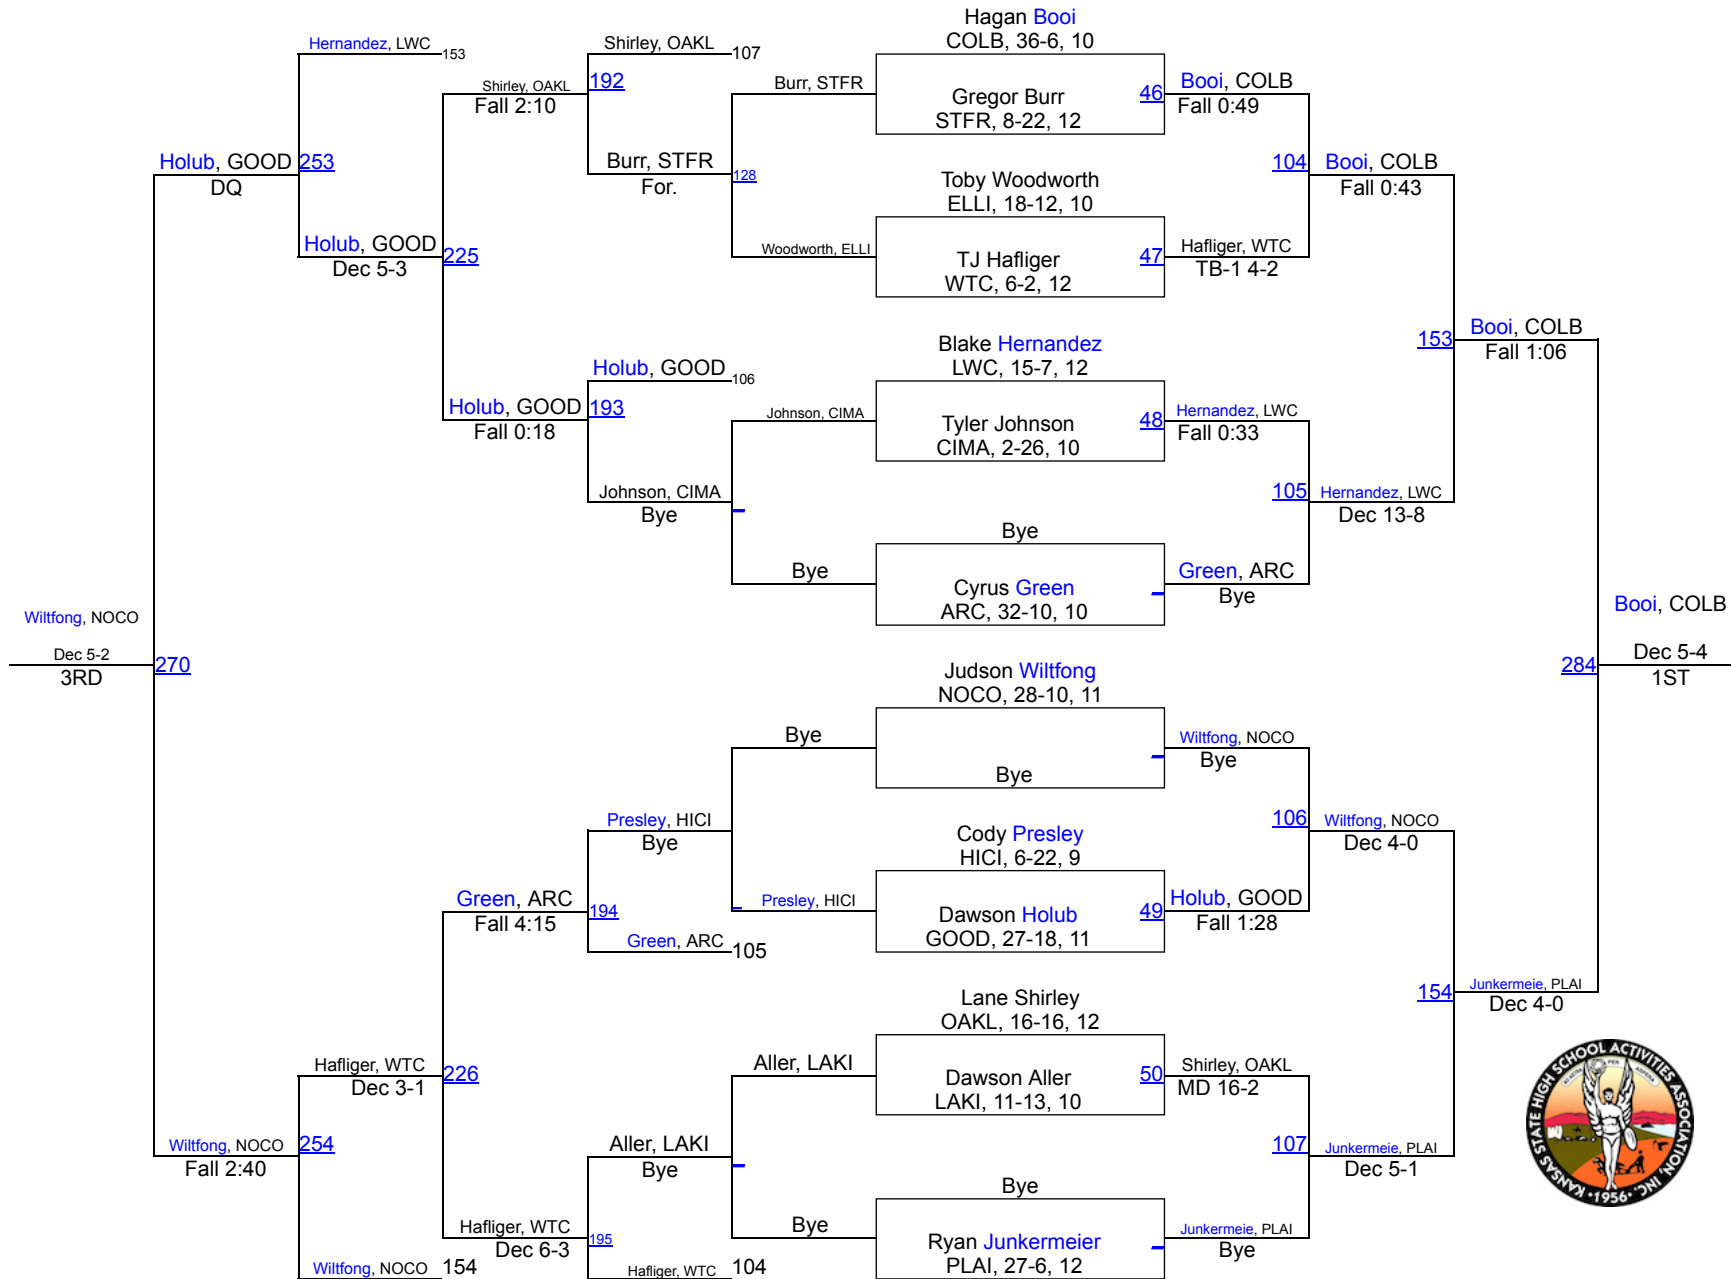 Hagan Booi
COLB, 36-6, 10
Hernandez, LWC
153
Shirley, OAKL
107
Shirley, OAKL
192
Fall 2:10
Burr, STFR
Gregor Burr
STFR, 8-22, 12
46
Booi, COLB
Fall 0:49
Holub, GOOD
253
DQ
Burr, STFR
128
For.
Toby Woodworth
ELLI, 18-12, 10
104
Booi, COLB
Fall 0:43
Holub, GOOD
225
Dec 5-3
Woodworth, ELLI
TJ Hafliger
WTC, 6-2, 12
47
Hafliger, WTC
TB-1 4-2
Blake Hernandez
LWC, 15-7, 12
153
Booi, COLB
Fall 1:06
Holub, GOOD
106
Holub, GOOD
193
Fall 0:18
Johnson, CIMA
Tyler Johnson
CIMA, 2-26, 10
48
Hernandez, LWC
Fall 0:33
Johnson, CIMA
Bye
105
Hernandez, LWC
Dec 13-8
Bye
Bye
Cyrus Green
ARC, 32-10, 10
Green, ARC
Bye
Wiltfong, NOCO
Dec 5-2
3RD
270
Booi, COLB
284
Dec 5-4
1ST
Judson Wiltfong
NOCO, 28-10, 11
Bye
Bye
Wiltfong, NOCO
Bye
Presley, HICI
Bye
Cody Presley
HICI, 6-22, 9
106
Wiltfong, NOCO
Dec 4-0
Green, ARC
194
Fall 4:15
Presley, HICI
Dawson Holub
GOOD, 27-18, 11
49
Holub, GOOD
Fall 1:28
Green, ARC
105
Lane Shirley
OAKL, 16-16, 12
154
Junkermeie, PLAI
Dec 4-0
Hafliger, WTC
226
Dec 3-1
Aller, LAKI
Dawson Aller
LAKI, 11-13, 10
50
Shirley, OAKL
MD 16-2
Wiltfong, NOCO
254
Fall 2:40
Aller, LAKI
Bye
Bye
107
Junkermeie, PLAI
Dec 5-1
Hafliger, WTC
195
Dec 6-3
Bye
Ryan Junkermeier
PLAI, 27-6, 12
Junkermeie, PLAI
Bye
Wiltfong, NOCO
154
Hafliger, WTC
104
KANSAS STATE HIGH SCHOOL ACTIVITIES ASSOCIATION, INC.
•1956•